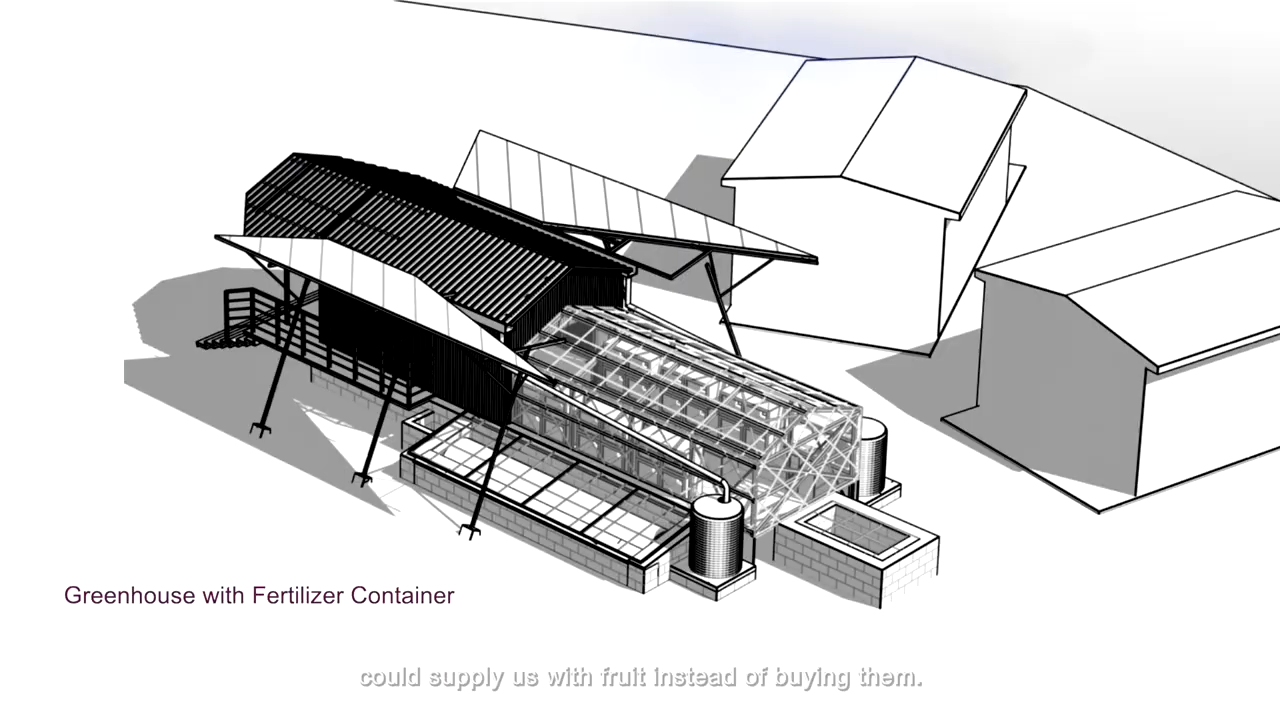 Greenhouse with Fertilizer Container
could supply us with fruit instead of buying them.